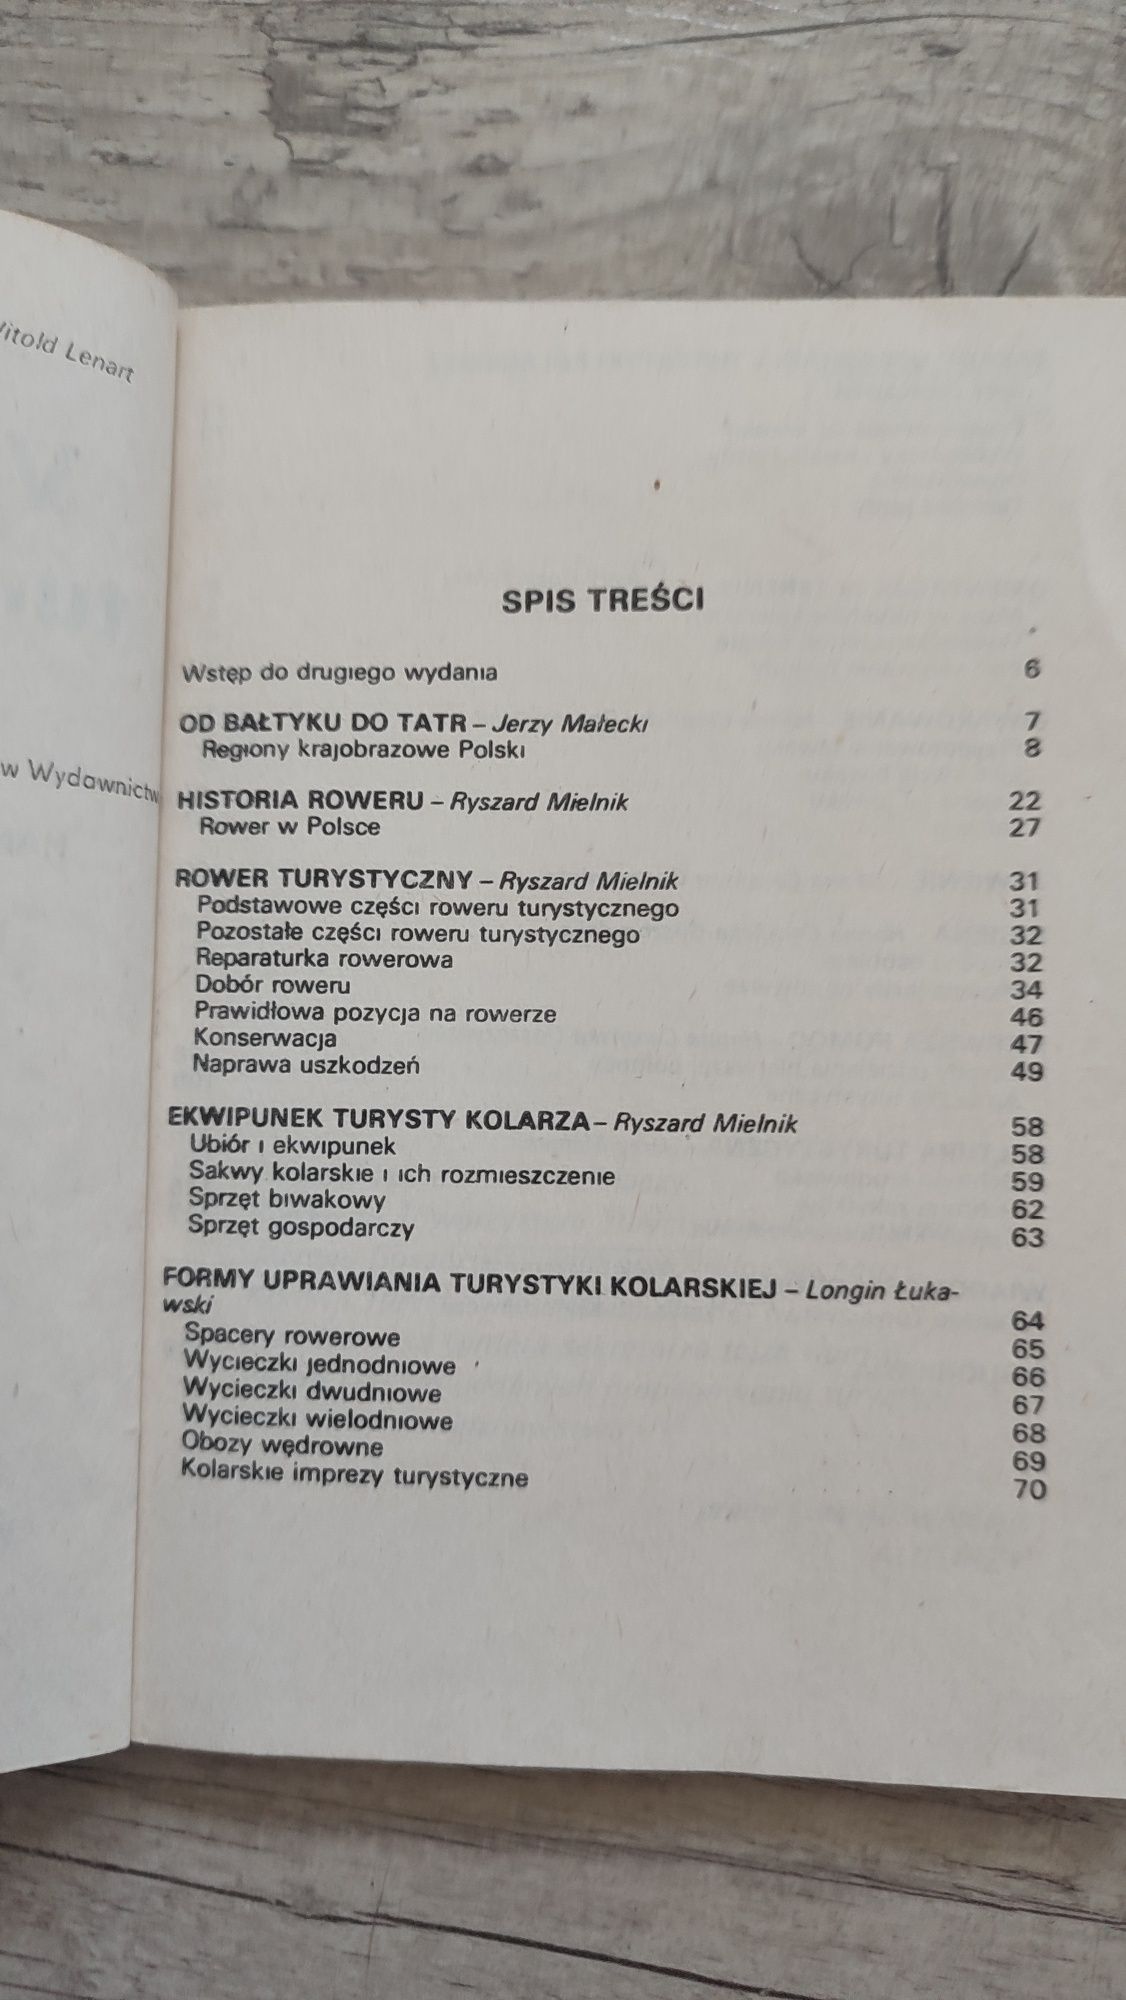 Witold Lenart
w Wydawnictw
SPIS TREŚCI
Wstęp do drugiego wydania 6
OD BAŁTYKU DO TATR – Jerzy Małecki 7
Regiony krajobrazowe Polski 8
HISTORIA ROWERU – Ryszard Mielnik 22
Rower w Polsce 27
ROWER TURYSTYCZNY – Ryszard Mielnik 31
Podstawowe części roweru turystycznego 31
Pozostałe części roweru turystycznego 32
Reparaturka rowerowa 32
Dobór roweru 34
Prawidłowa pozycja na rowerze 46
Konserwacja 47
Naprawa uszkodzeń 49
EKWIPUNEK TURYSTY KOLARZA – Ryszard Mielnik 58
Ubiór i ekwipunek 58
Sakwy kolarskie i ich rozmieszczenie 59
Sprzęt biwakowy 62
Sprzęt gospodarczy 63
FORMY UPRAWIANIA TURYSTYKI KOLARSKIEJ – Longin Łuka-
wski 64
Spacery rowerowe 65
Wycieczki jednodniowe 66
Wycieczki dwudniowe 67
Wycieczki wielodniowe 68
Obozy wędrowne 69
Kolarskie imprezy turystyczne 70